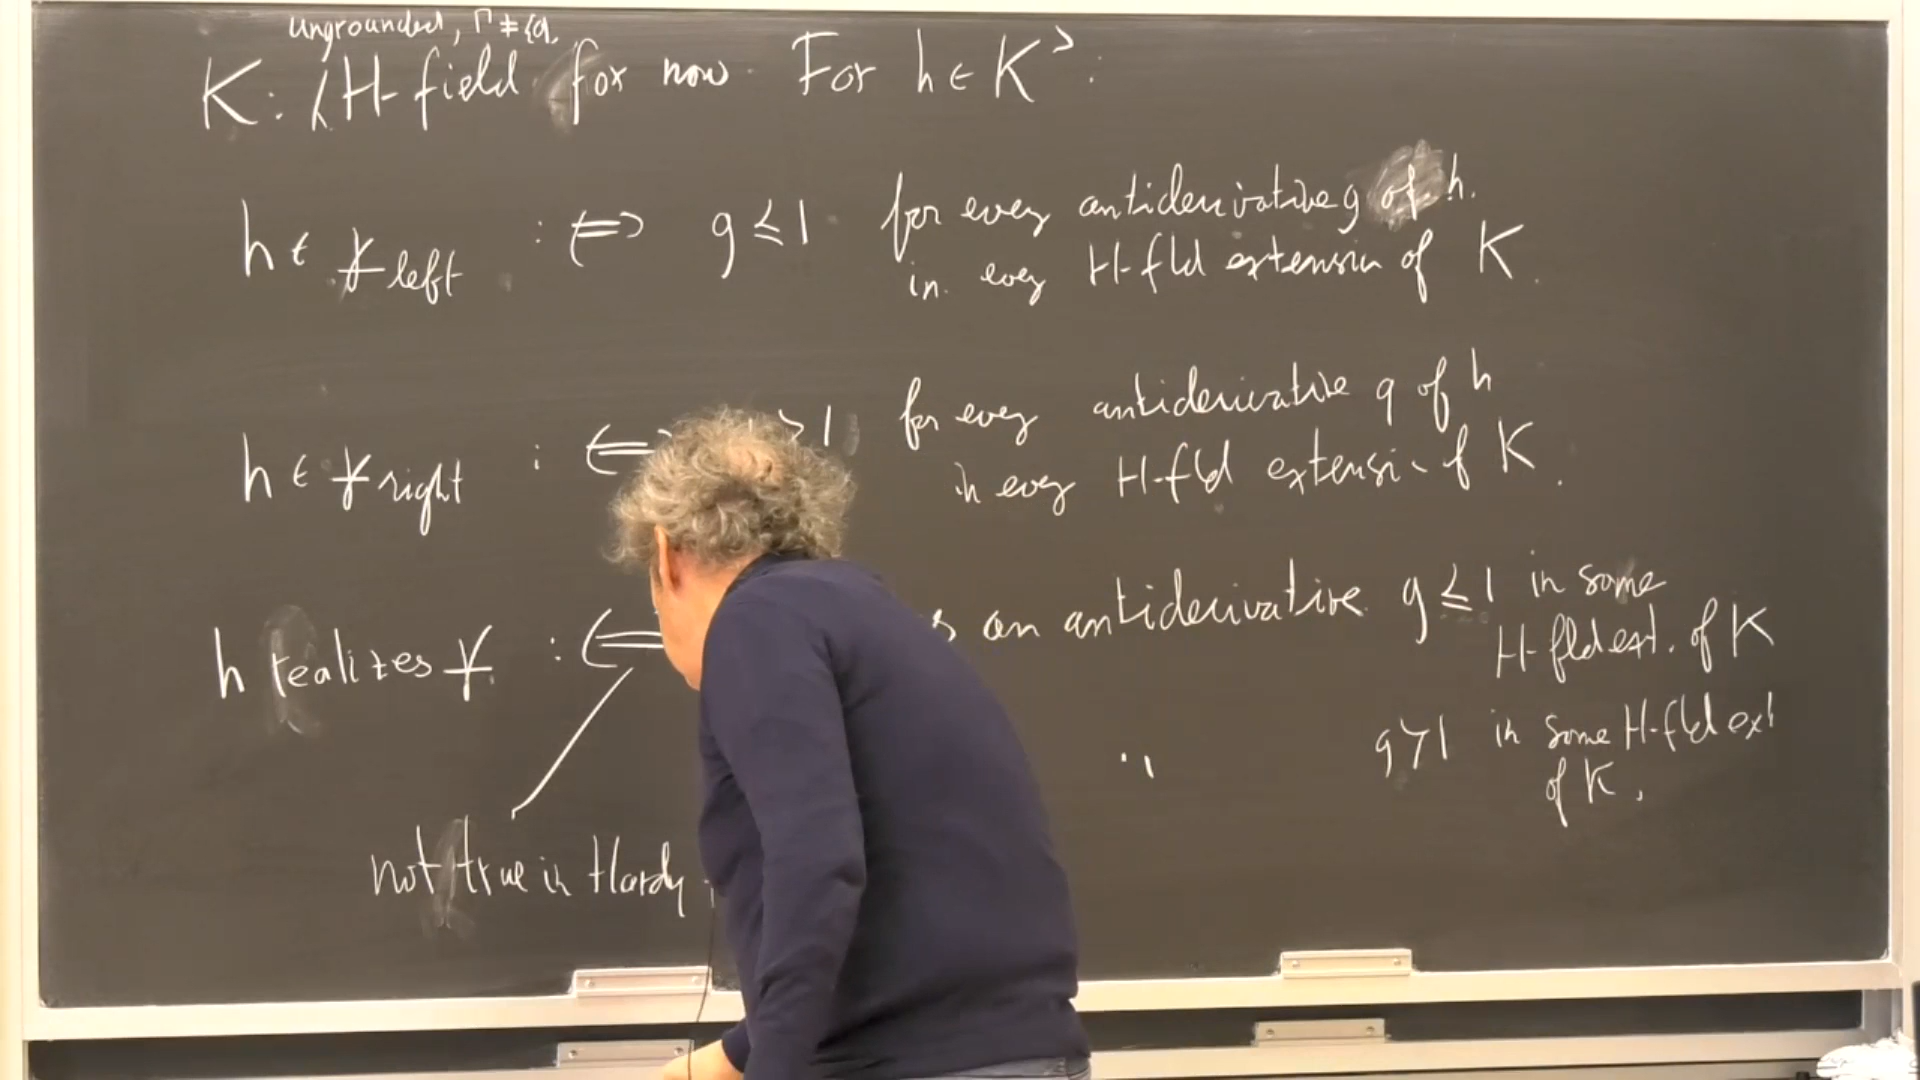 ungrounded, Γ ≠ {0}
K: H-field for now. For h ∈ K^>:
h ∈ Ɣ left :⟺ g ≼ 1 for every antiderivative g of h.
in every H-fld extension of K.
h ∈ Ɣ right :⟺ ≻ 1, for every antiderivative g of h
in every H-fld extension of K.
h realizes Ɣ :⟺ an antiderivative g ≼ 1 in some
H-fld ext. of K
" g ≻ 1 in some H-fld ext
of K.
not true in Hardy